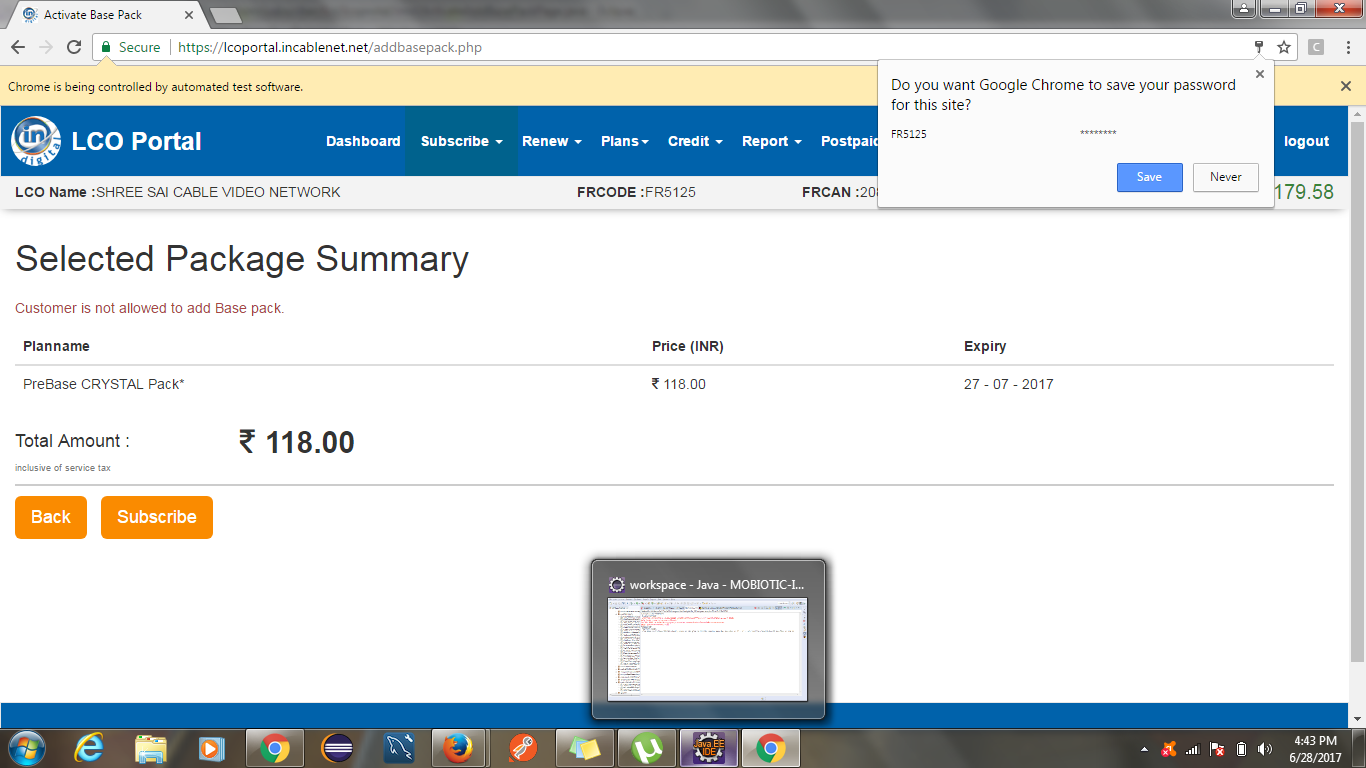 Activate Base Pack
Secure https://lcoportal.incablenet.net/addbasepack.php
C
Chrome is being controlled by automated test software.
Do you want Google Chrome to save your password
for this site?
FR5125 ********
Save Never
in digital LCO Portal Dashboard Subscribe Renew Plans Credit Report Postpaid logout
LCO Name :SHREE SAI CABLE VIDEO NETWORK FRCODE :FR5125 FRCAN :20 179.58
Selected Package Summary
Customer is not allowed to add Base pack.
Planname Price (INR) Expiry
PreBase CRYSTAL Pack* ₹ 118.00 27 - 07 - 2017
Total Amount : ₹ 118.00
inclusive of service tax
Back Subscribe
workspace - Java - MOBIOTIC-I...
Java EE
IDE
4:43 PM
6/28/2017